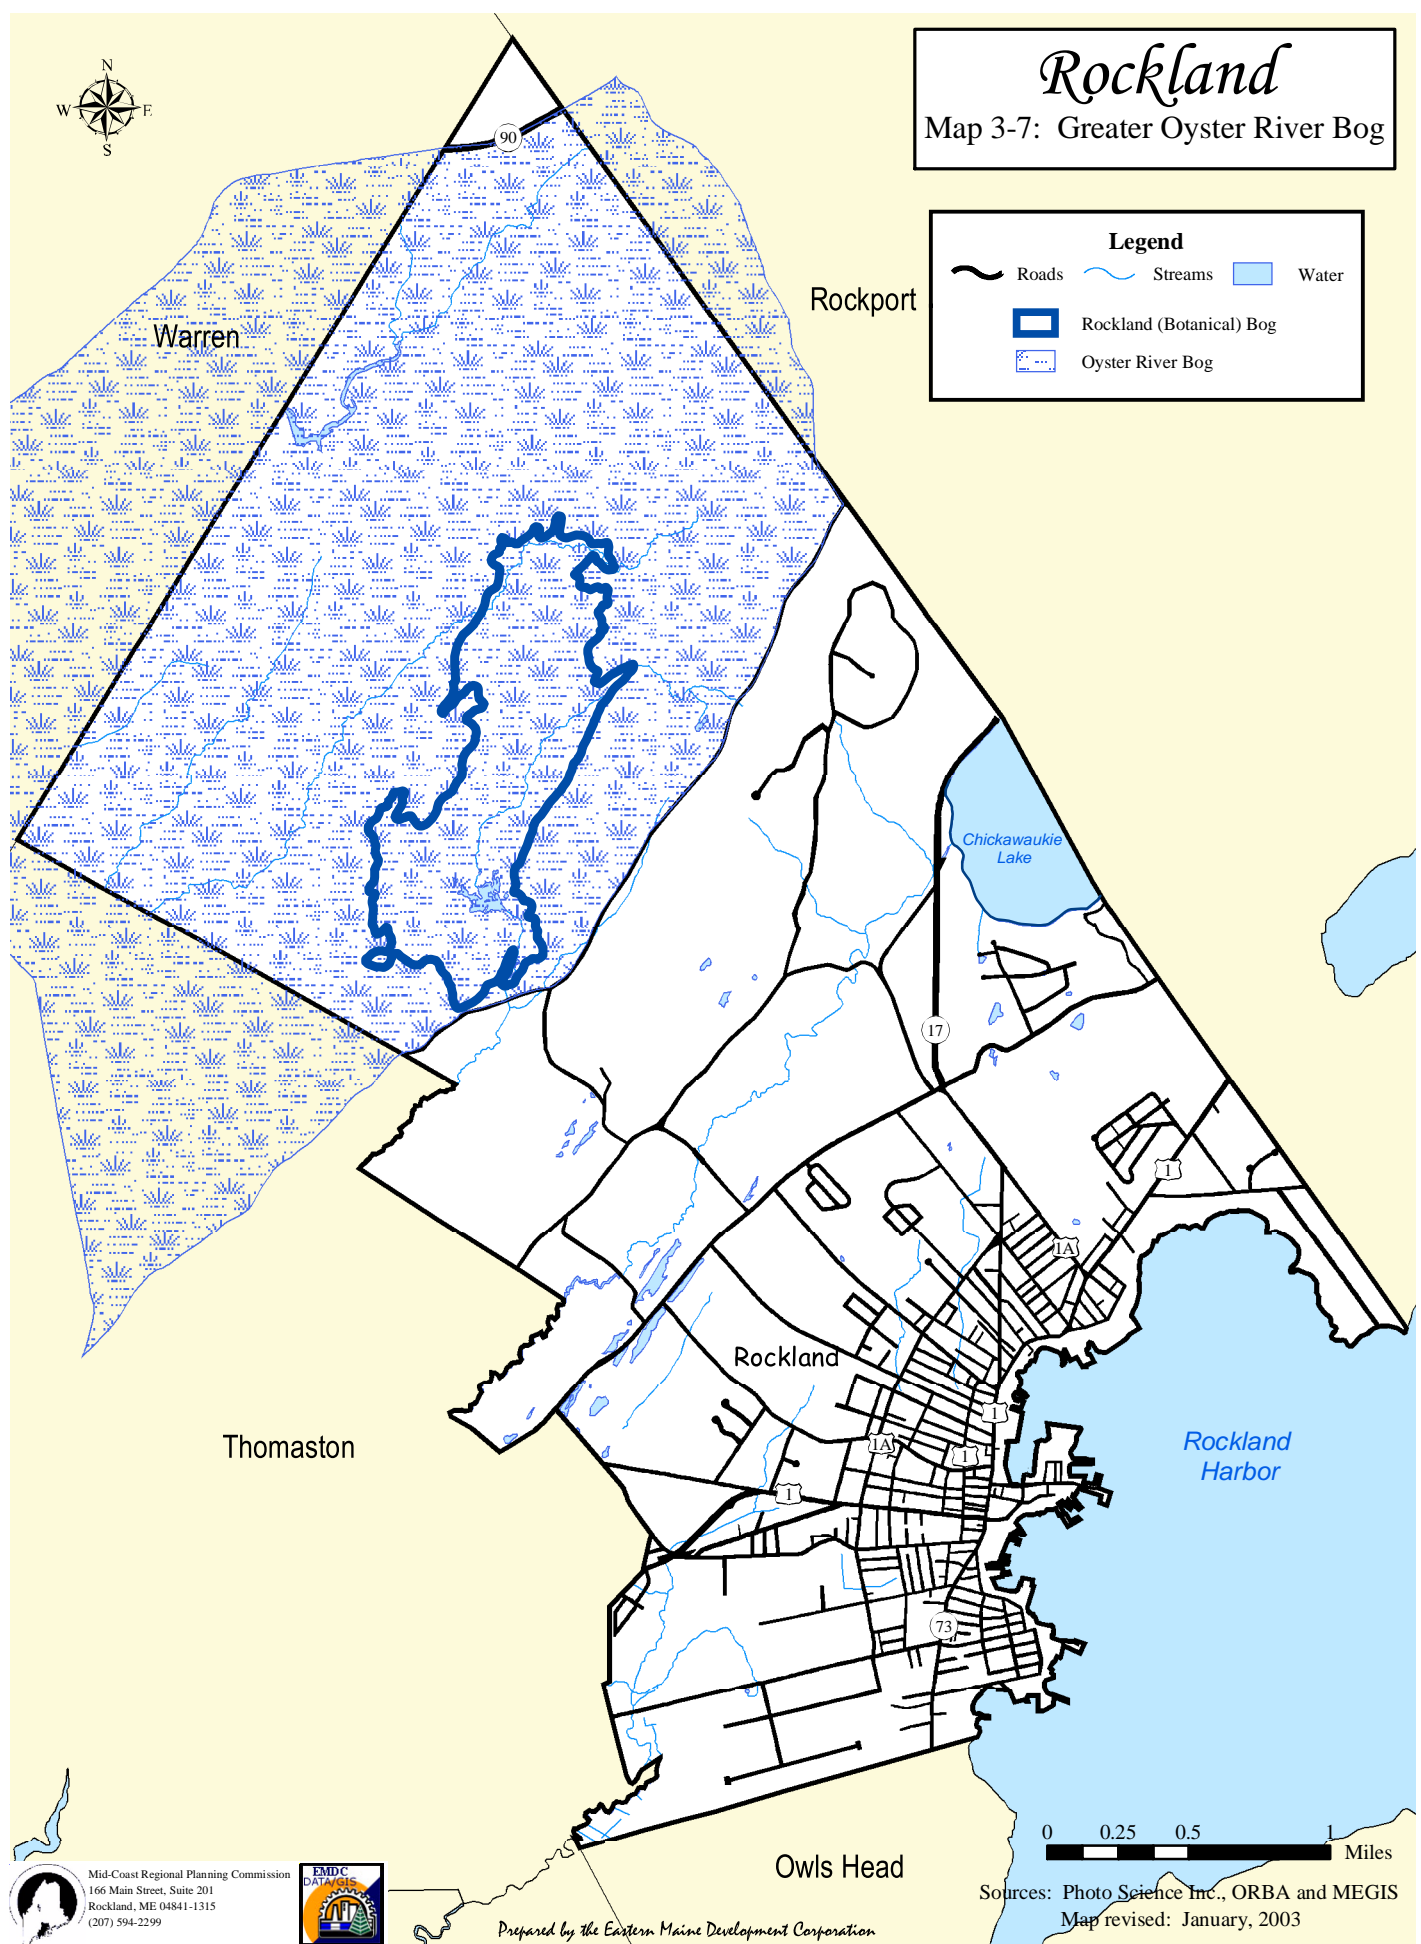 Rockland
Map 3-7: Greater Oyster River Bog
N
W E
S
90
Legend
Roads Streams Water
Rockland (Botanical) Bog
Oyster River Bog
Rockport
Warren
Chickawaukie
Lake
17
1
1A
Rockland
1
1A
1
Thomaston
Rockland
Harbor
1
73
0 0.25 0.5 1
Miles
Owls Head
Sources: Photo Science Inc., ORBA and MEGIS
Map revised: January, 2003
Mid-Coast Regional Planning Commission
166 Main Street, Suite 201
Rockland, ME 04841-1315
(207) 594-2299
EMDC
DATA/GIS
Prepared by the Eastern Maine Development Corporation